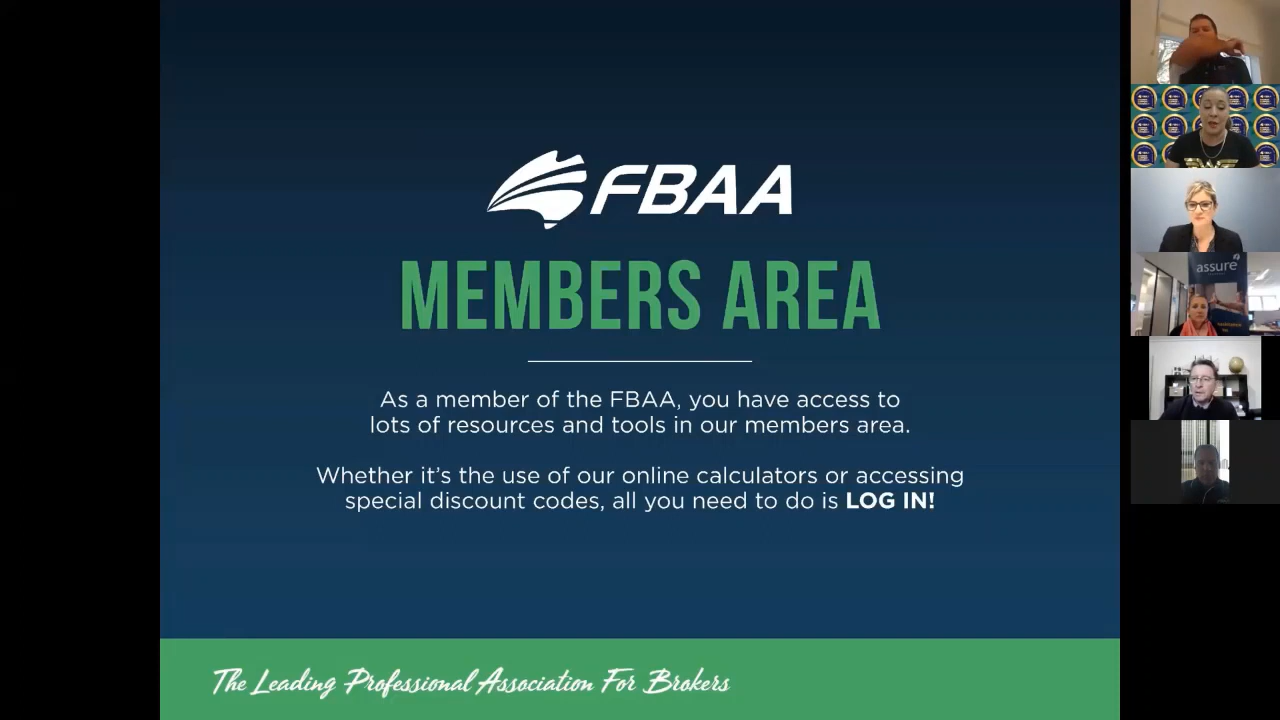 FBAA
MEMBERS AREA
As a member of the FBAA, you have access to
lots of resources and tools in our members area.
Whether it's the use of our online calculators or accessing
special discount codes, all you need to do is LOG IN!
The Leading Professional Association For Brokers
assure